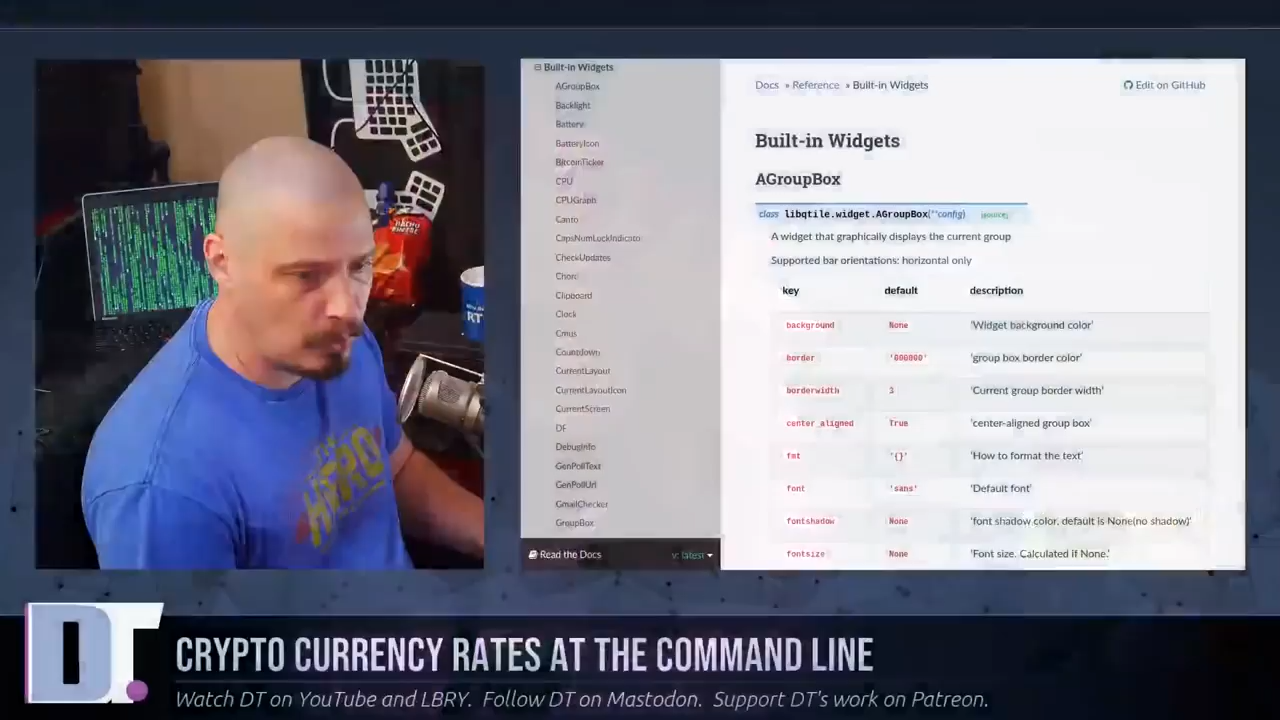 Built-in Widgets
AGroupBox
Backlight
Battery
BatteryIcon
BitcoinTicker
CPU
CPUGraph
Canto
CapsNumLockIndicator
CheckUpdates
Chord
Clipboard
Clock
Cmus
Countdown
CurrentLayout
CurrentLayoutIcon
CurrentScreen
DF
DebugInfo
GenPollText
GenPollUrl
GmailChecker
GroupBox
Read the Docs v: latest
Docs » Reference » Built-in Widgets Edit on GitHub
Built-in Widgets
AGroupBox
class libqtile.widget.AGroupBox(**config) [source]
A widget that graphically displays the current group
Supported bar orientations: horizontal only
key default description
background None 'Widget background color'
border '000000' 'group box border color'
borderwidth 3 'Current group border width'
center_aligned True 'center-aligned group box'
fmt '{}' 'How to format the text'
font 'sans' 'Default font'
fontshadow None 'font shadow color, default is None(no shadow)'
fontsize None 'Font size. Calculated if None.'
DT.
CRYPTO CURRENCY RATES AT THE COMMAND LINE
Watch DT on YouTube and LBRY. Follow DT on Mastodon. Support DT's work on Patreon.